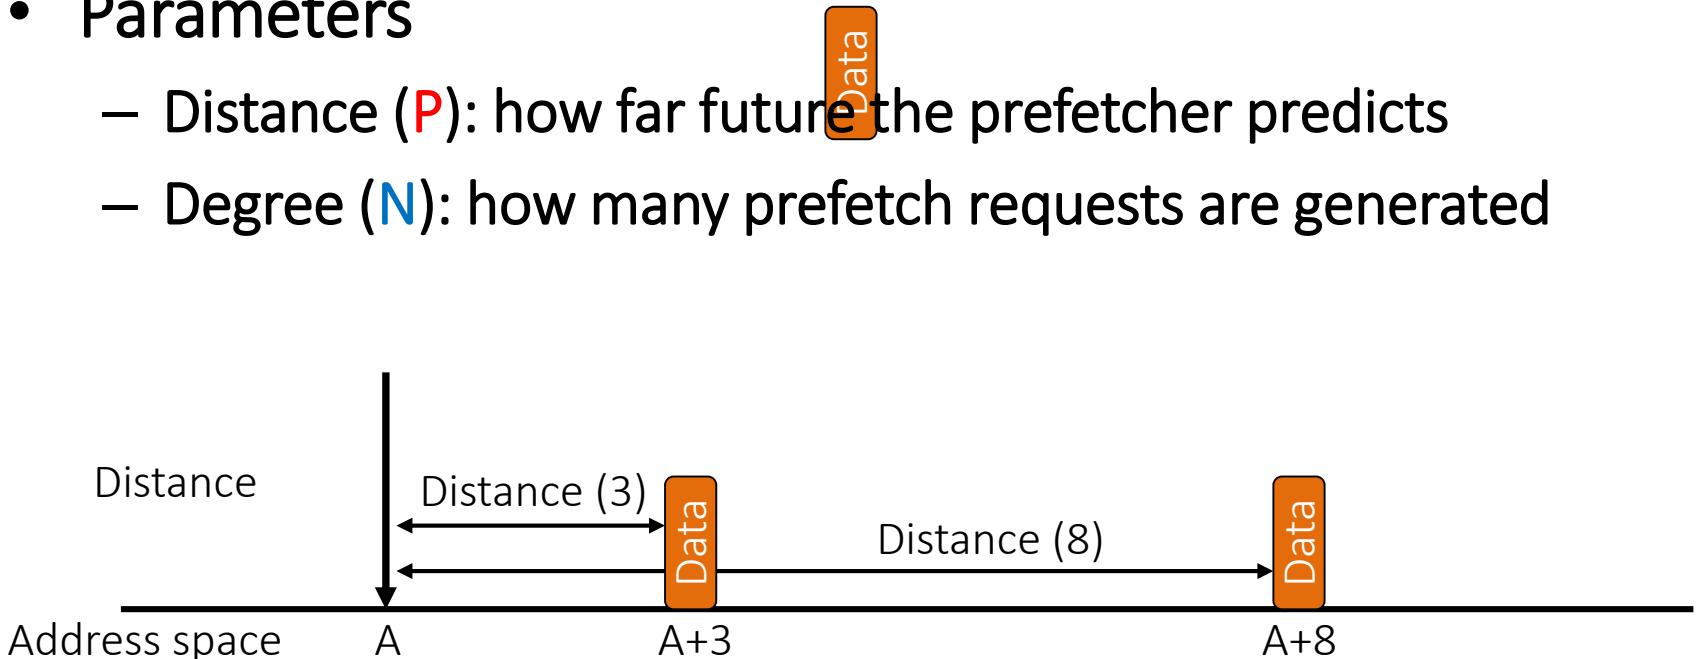 • Parameters
Data
– Distance (P): how far future the prefetcher predicts
– Degree (N): how many prefetch requests are generated
Distance
Distance (3)
Data
Distance (8)
Data
Address space A A+3 A+8